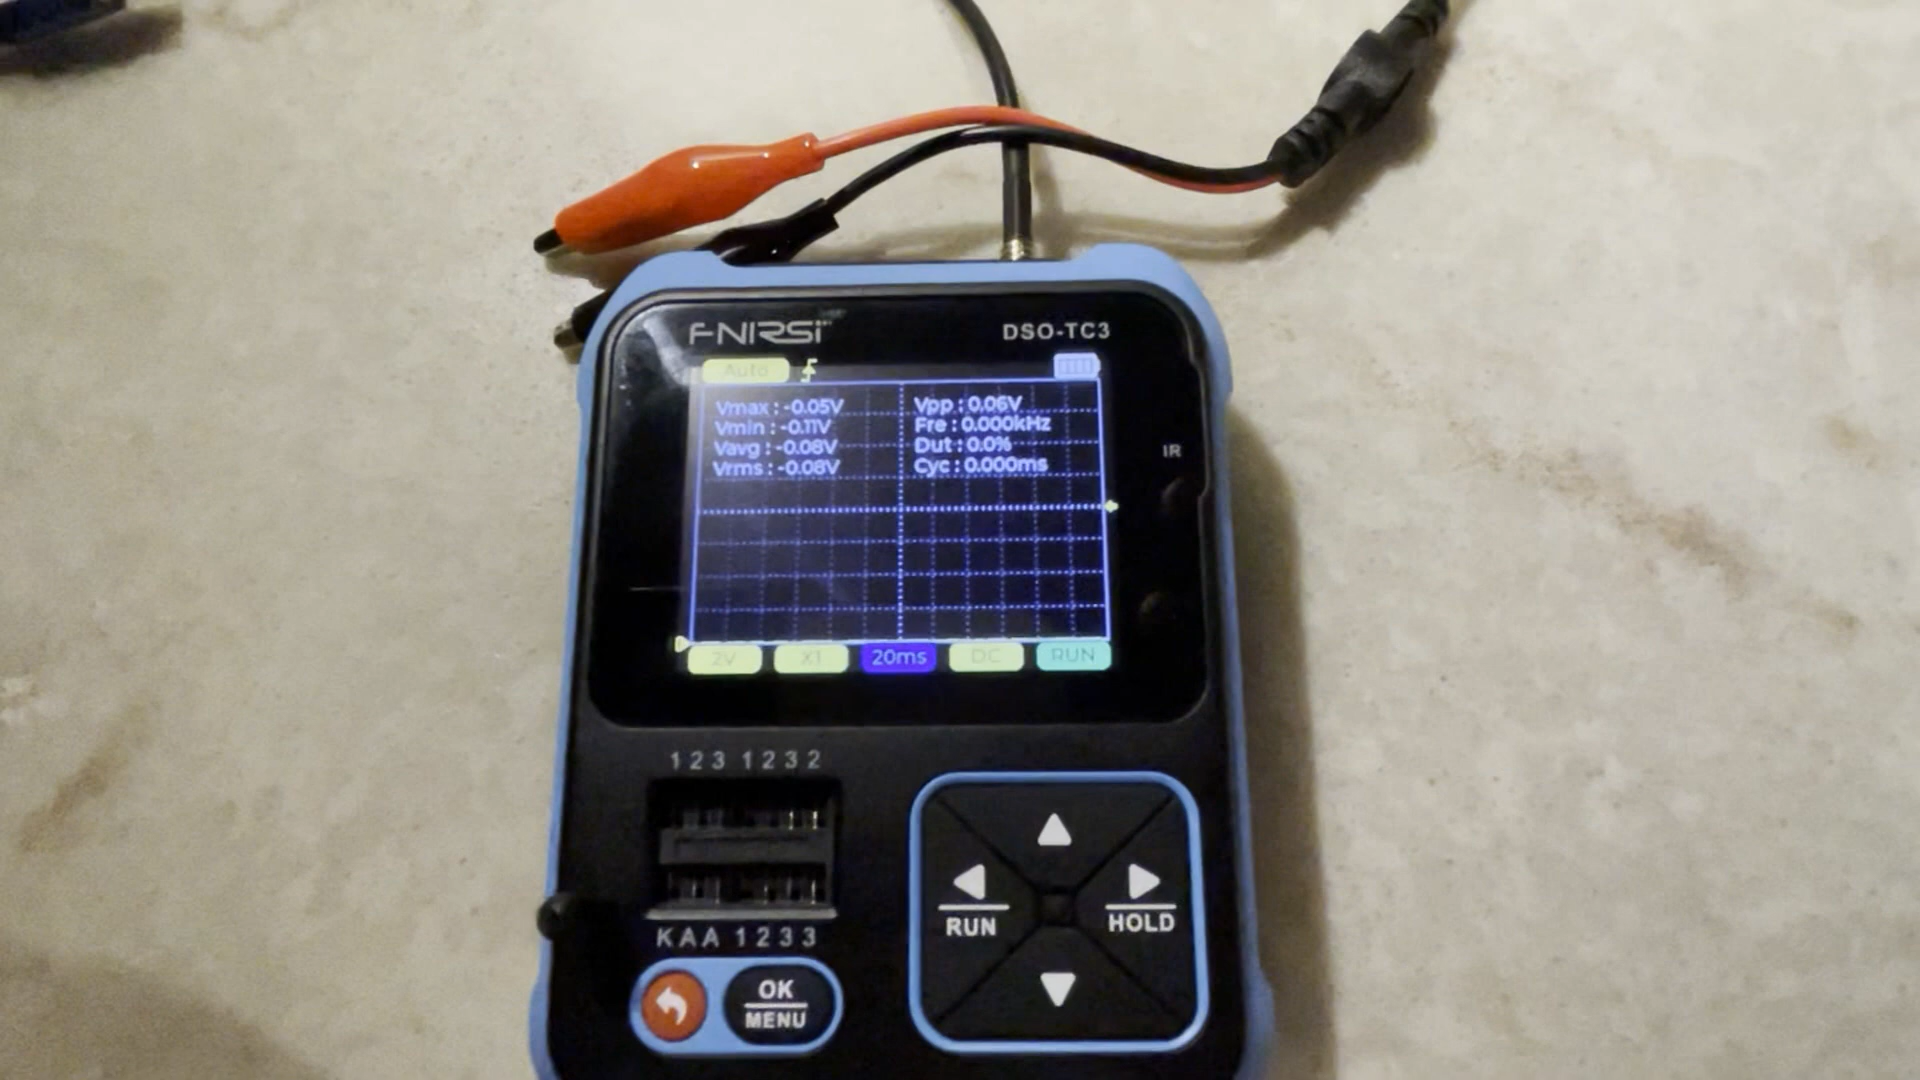 FNIRSI DSO-TC3
Auto
Vmax : -0.05V Vpp : 0.06V
Vmin : -0.11V Fre : 0.000kHz
Vavg : -0.08V Dut : 0.0%
Vrms : -0.08V Cyc : 0.000ms
IR
2V X1 20ms DC RUN
1 2 3 1 2 3 2
K A A 1 2 3 3
RUN HOLD
OK
MENU